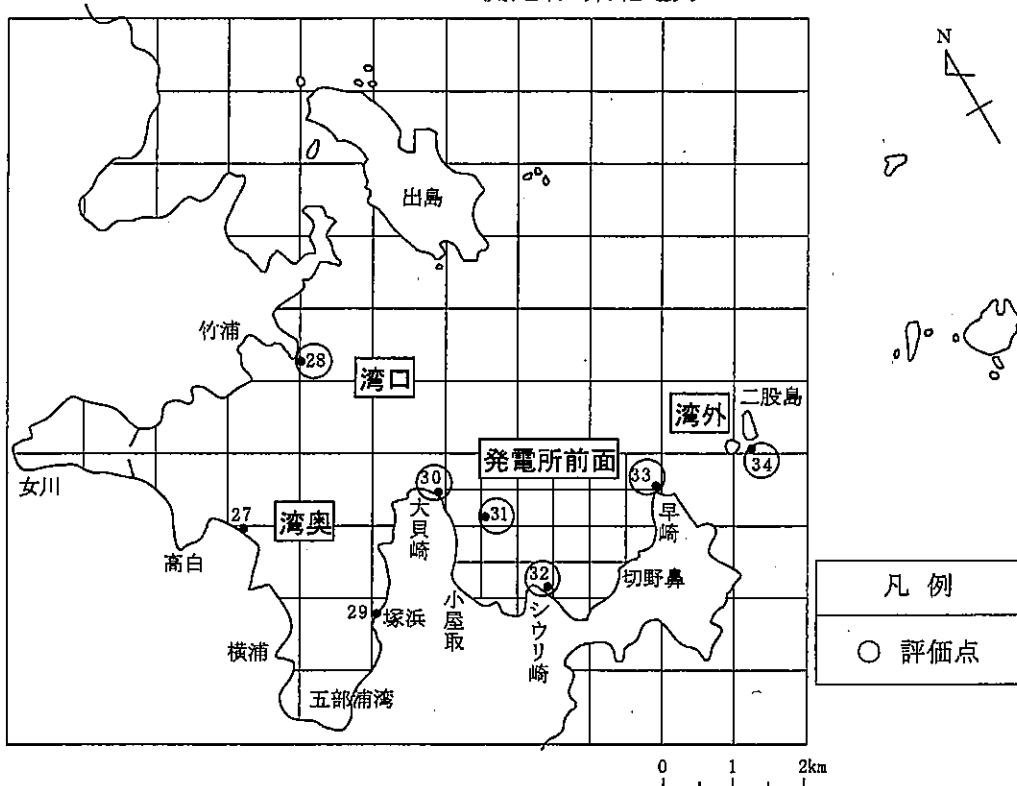 N
出島
竹浦
28
湾口
二股島
湾外
34
発電所前面
女川
30
33
27
湾奥
大貝崎
31
早崎
高白
32
切野鼻
29
塚浜
小屋取
シウリ崎
横浦
五部浦湾
凡 例
○ 評価点
0 1 2km